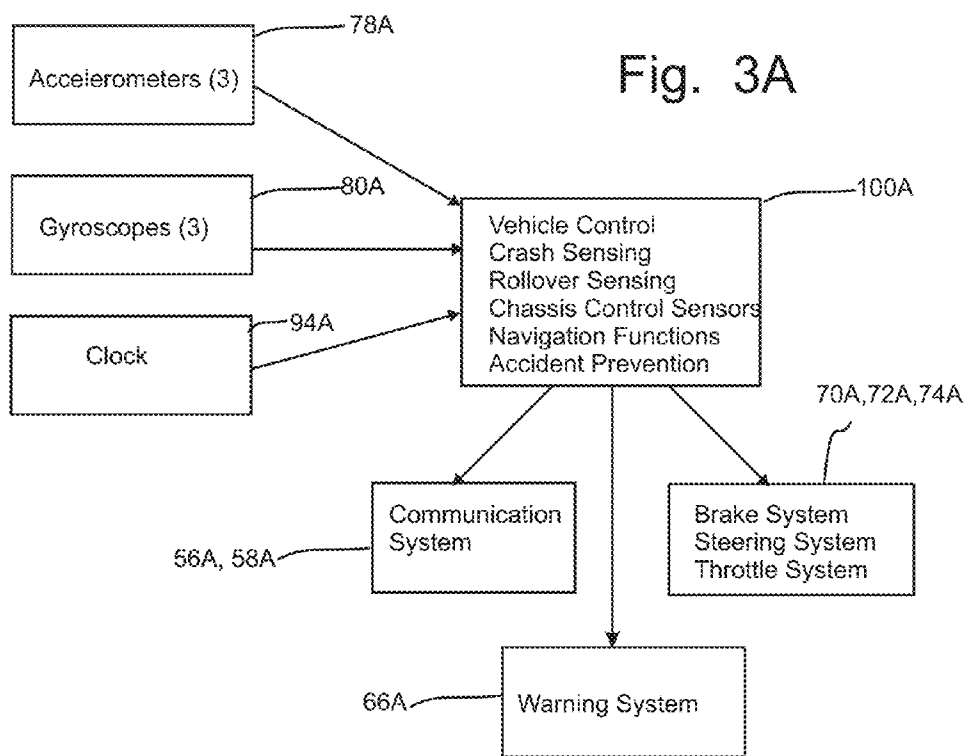 78A
Fig. 3A
Accelerometers (3)
80A
100A
Gyroscopes (3)
Vehicle Control
Crash Sensing
Rollover Sensing
Chassis Control Sensors
Navigation Functions
Accident Prevention
94A
Clock
70A,72A,74A
Communication
System
56A, 58A
Brake System
Steering System
Throttle System
66A
Warning System